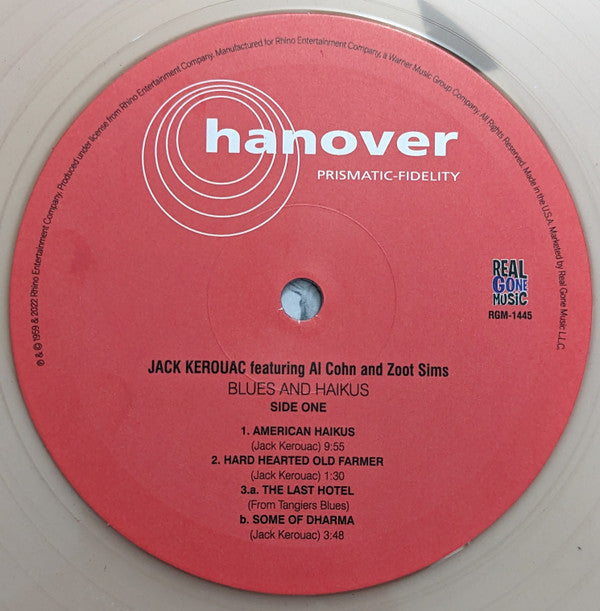 ℗ & © 1959 & 2022 Rhino Entertainment Company. Produced under license from Rhino Entertainment Company. Manufactured for Rhino Entertainment Company, a Warner Music Group Company. All Rights Reserved. Made in the U.S.A. Marketed by Real Gone Music L.L.C.
hanover
PRISMATIC-FIDELITY
REAL
GONE
MUSIC
RGM-1445
JACK KEROUAC featuring Al Cohn and Zoot Sims
BLUES AND HAIKUS
SIDE ONE
1. AMERICAN HAIKUS
(Jack Kerouac) 9:55
2. HARD HEARTED OLD FARMER
(Jack Kerouac) 1:30
3.a. THE LAST HOTEL
(From Tangiers Blues)
b. SOME OF DHARMA
(Jack Kerouac) 3:48